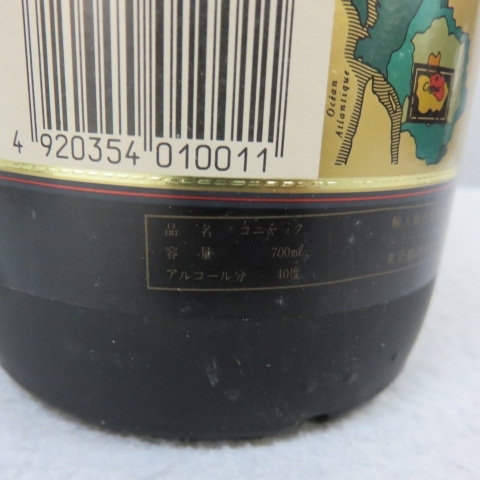 4 920354 010011
Océan
Atlantique
品 名 コニャック
容 量 700ml
アルコール分 40度